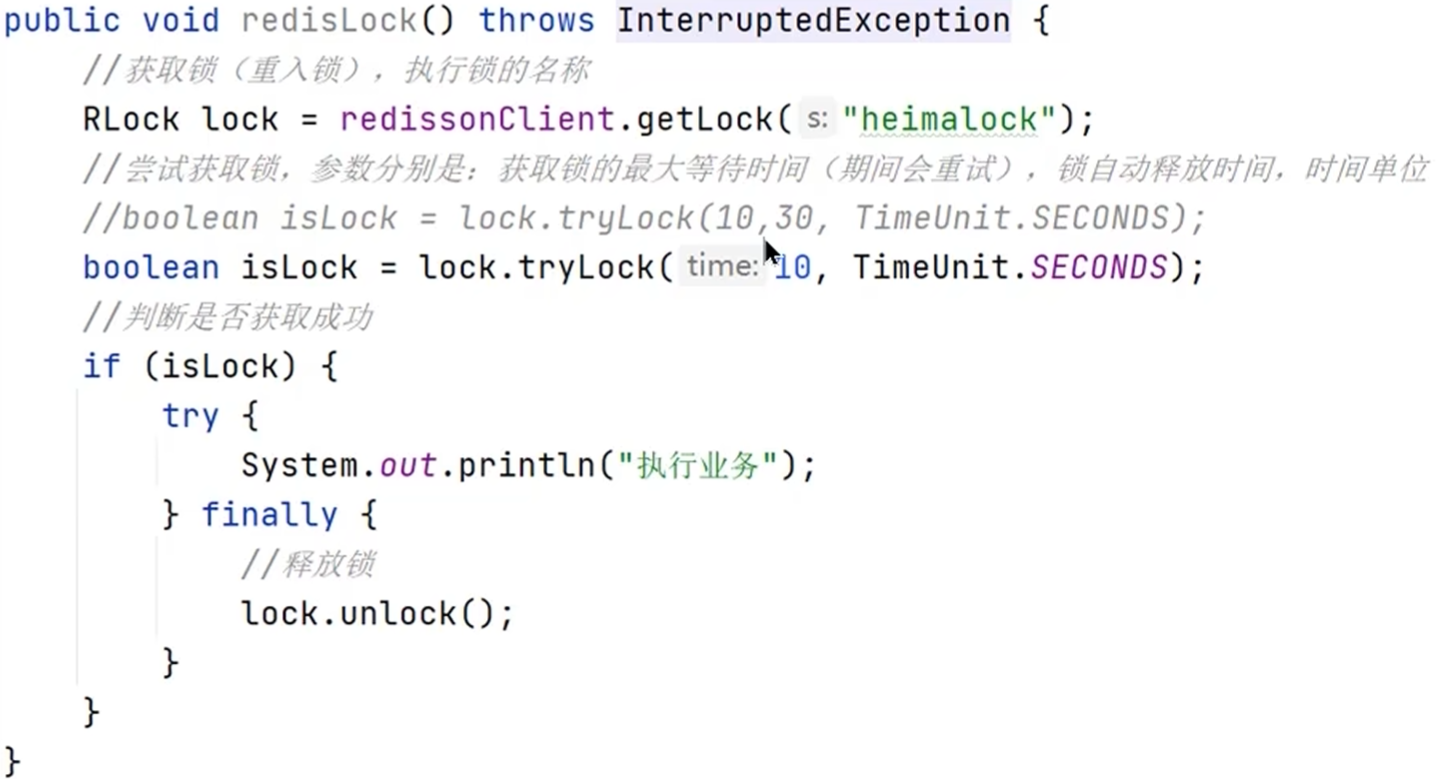 public void redisLock() throws InterruptedException {
//获取锁（重入锁），执行锁的名称
RLock lock = redissonClient.getLock( s: "heimalock");
//尝试获取锁，参数分别是：获取锁的最大等待时间（期间会重试），锁自动释放时间，时间单位
//boolean isLock = lock.tryLock(10,30, TimeUnit.SECONDS);
boolean isLock = lock.tryLock( time: 10, TimeUnit.SECONDS);
//判断是否获取成功
if (isLock) {
try {
System.out.println("执行业务");
} finally {
//释放锁
lock.unlock();
}
}
}